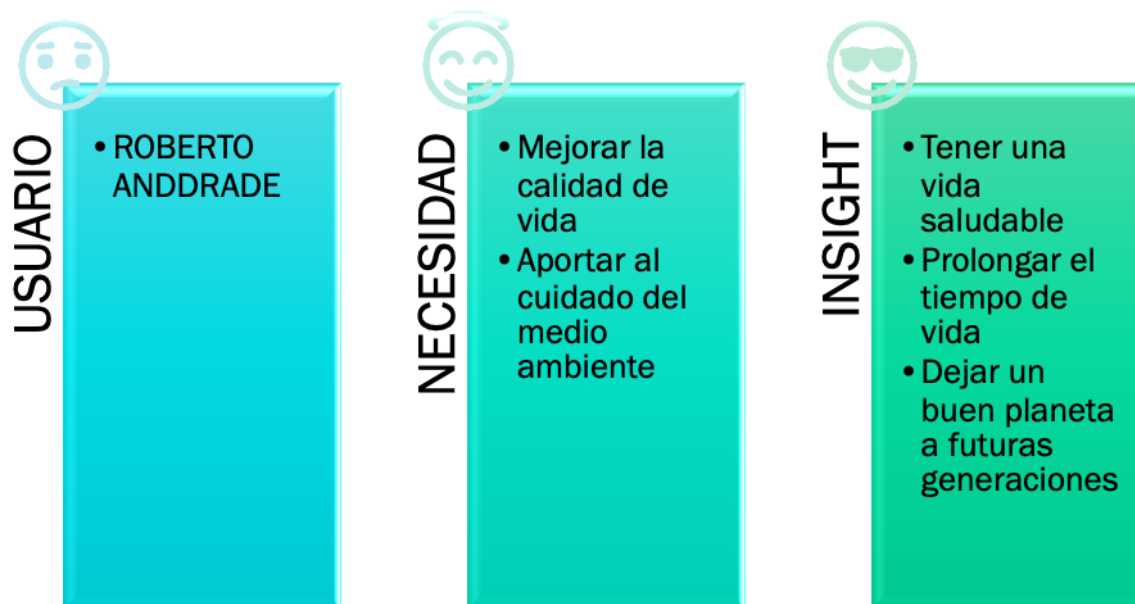 USUARIO
• ROBERTO
ANDDRADE
NECESIDAD
• Mejorar la
calidad de
vida
• Aportar al
cuidado del
medio
ambiente
INSIGHT
• Tener una
vida
saludable
• Prolongar el
tiempo de
vida
• Dejar un
buen planeta
a futuras
generaciones